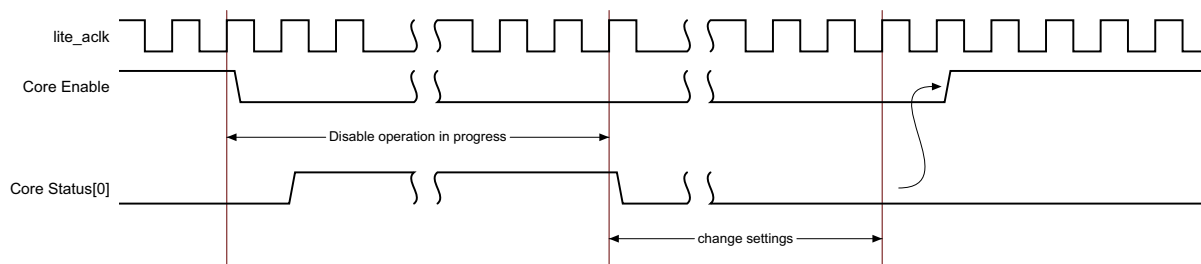 lite_aclk
Core Enable
Disable operation in progress
Core Status[0]
change settings